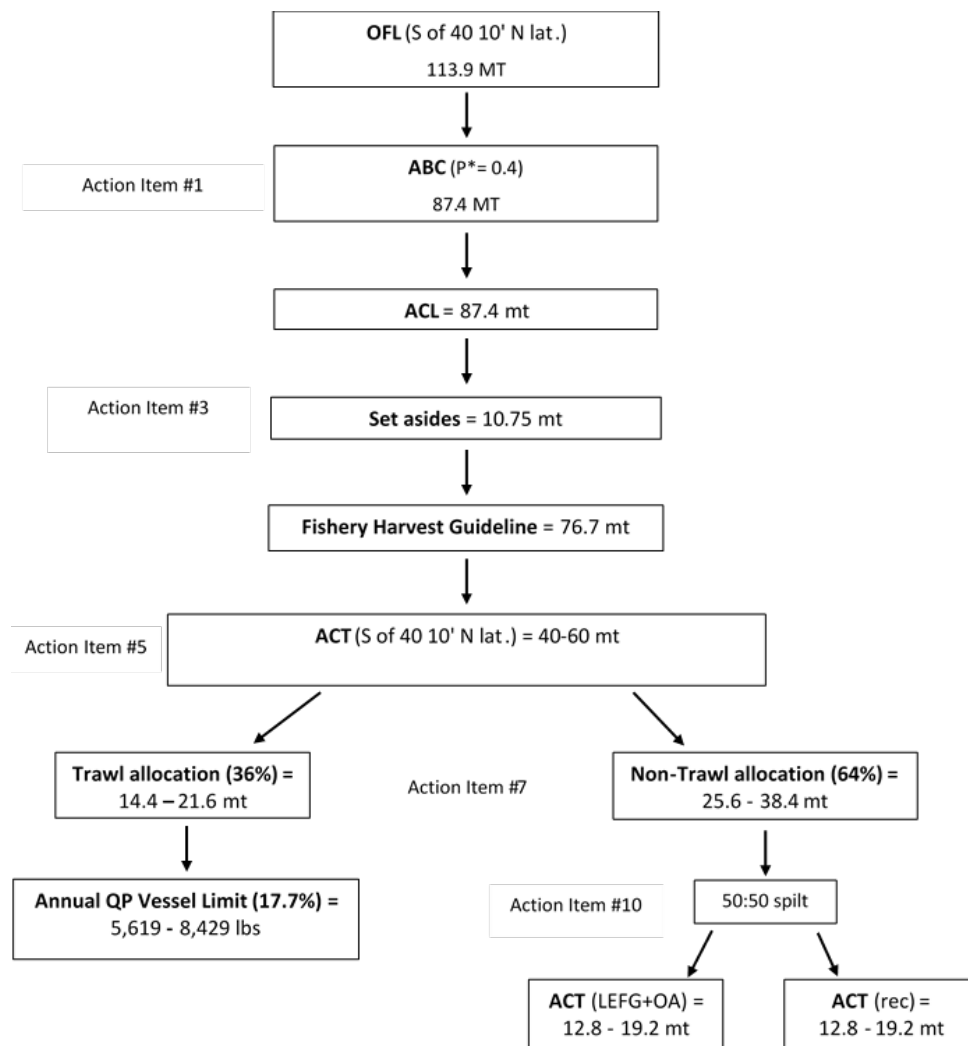 OFL (S of 40 10' N lat.)
113.9 MT
Action Item #1
ABC (P*= 0.4)
87.4 MT
ACL = 87.4 mt
Action Item #3
Set asides = 10.75 mt
Fishery Harvest Guideline = 76.7 mt
Action Item #5
ACT (S of 40 10' N lat.) = 40-60 mt
Trawl allocation (36%) =
14.4 – 21.6 mt
Action Item #7
Non-Trawl allocation (64%) =
25.6 - 38.4 mt
Annual QP Vessel Limit (17.7%) =
5,619 - 8,429 lbs
Action Item #10
50:50 spilt
ACT (LEFG+OA) =
12.8 - 19.2 mt
ACT (rec) =
12.8 - 19.2 mt